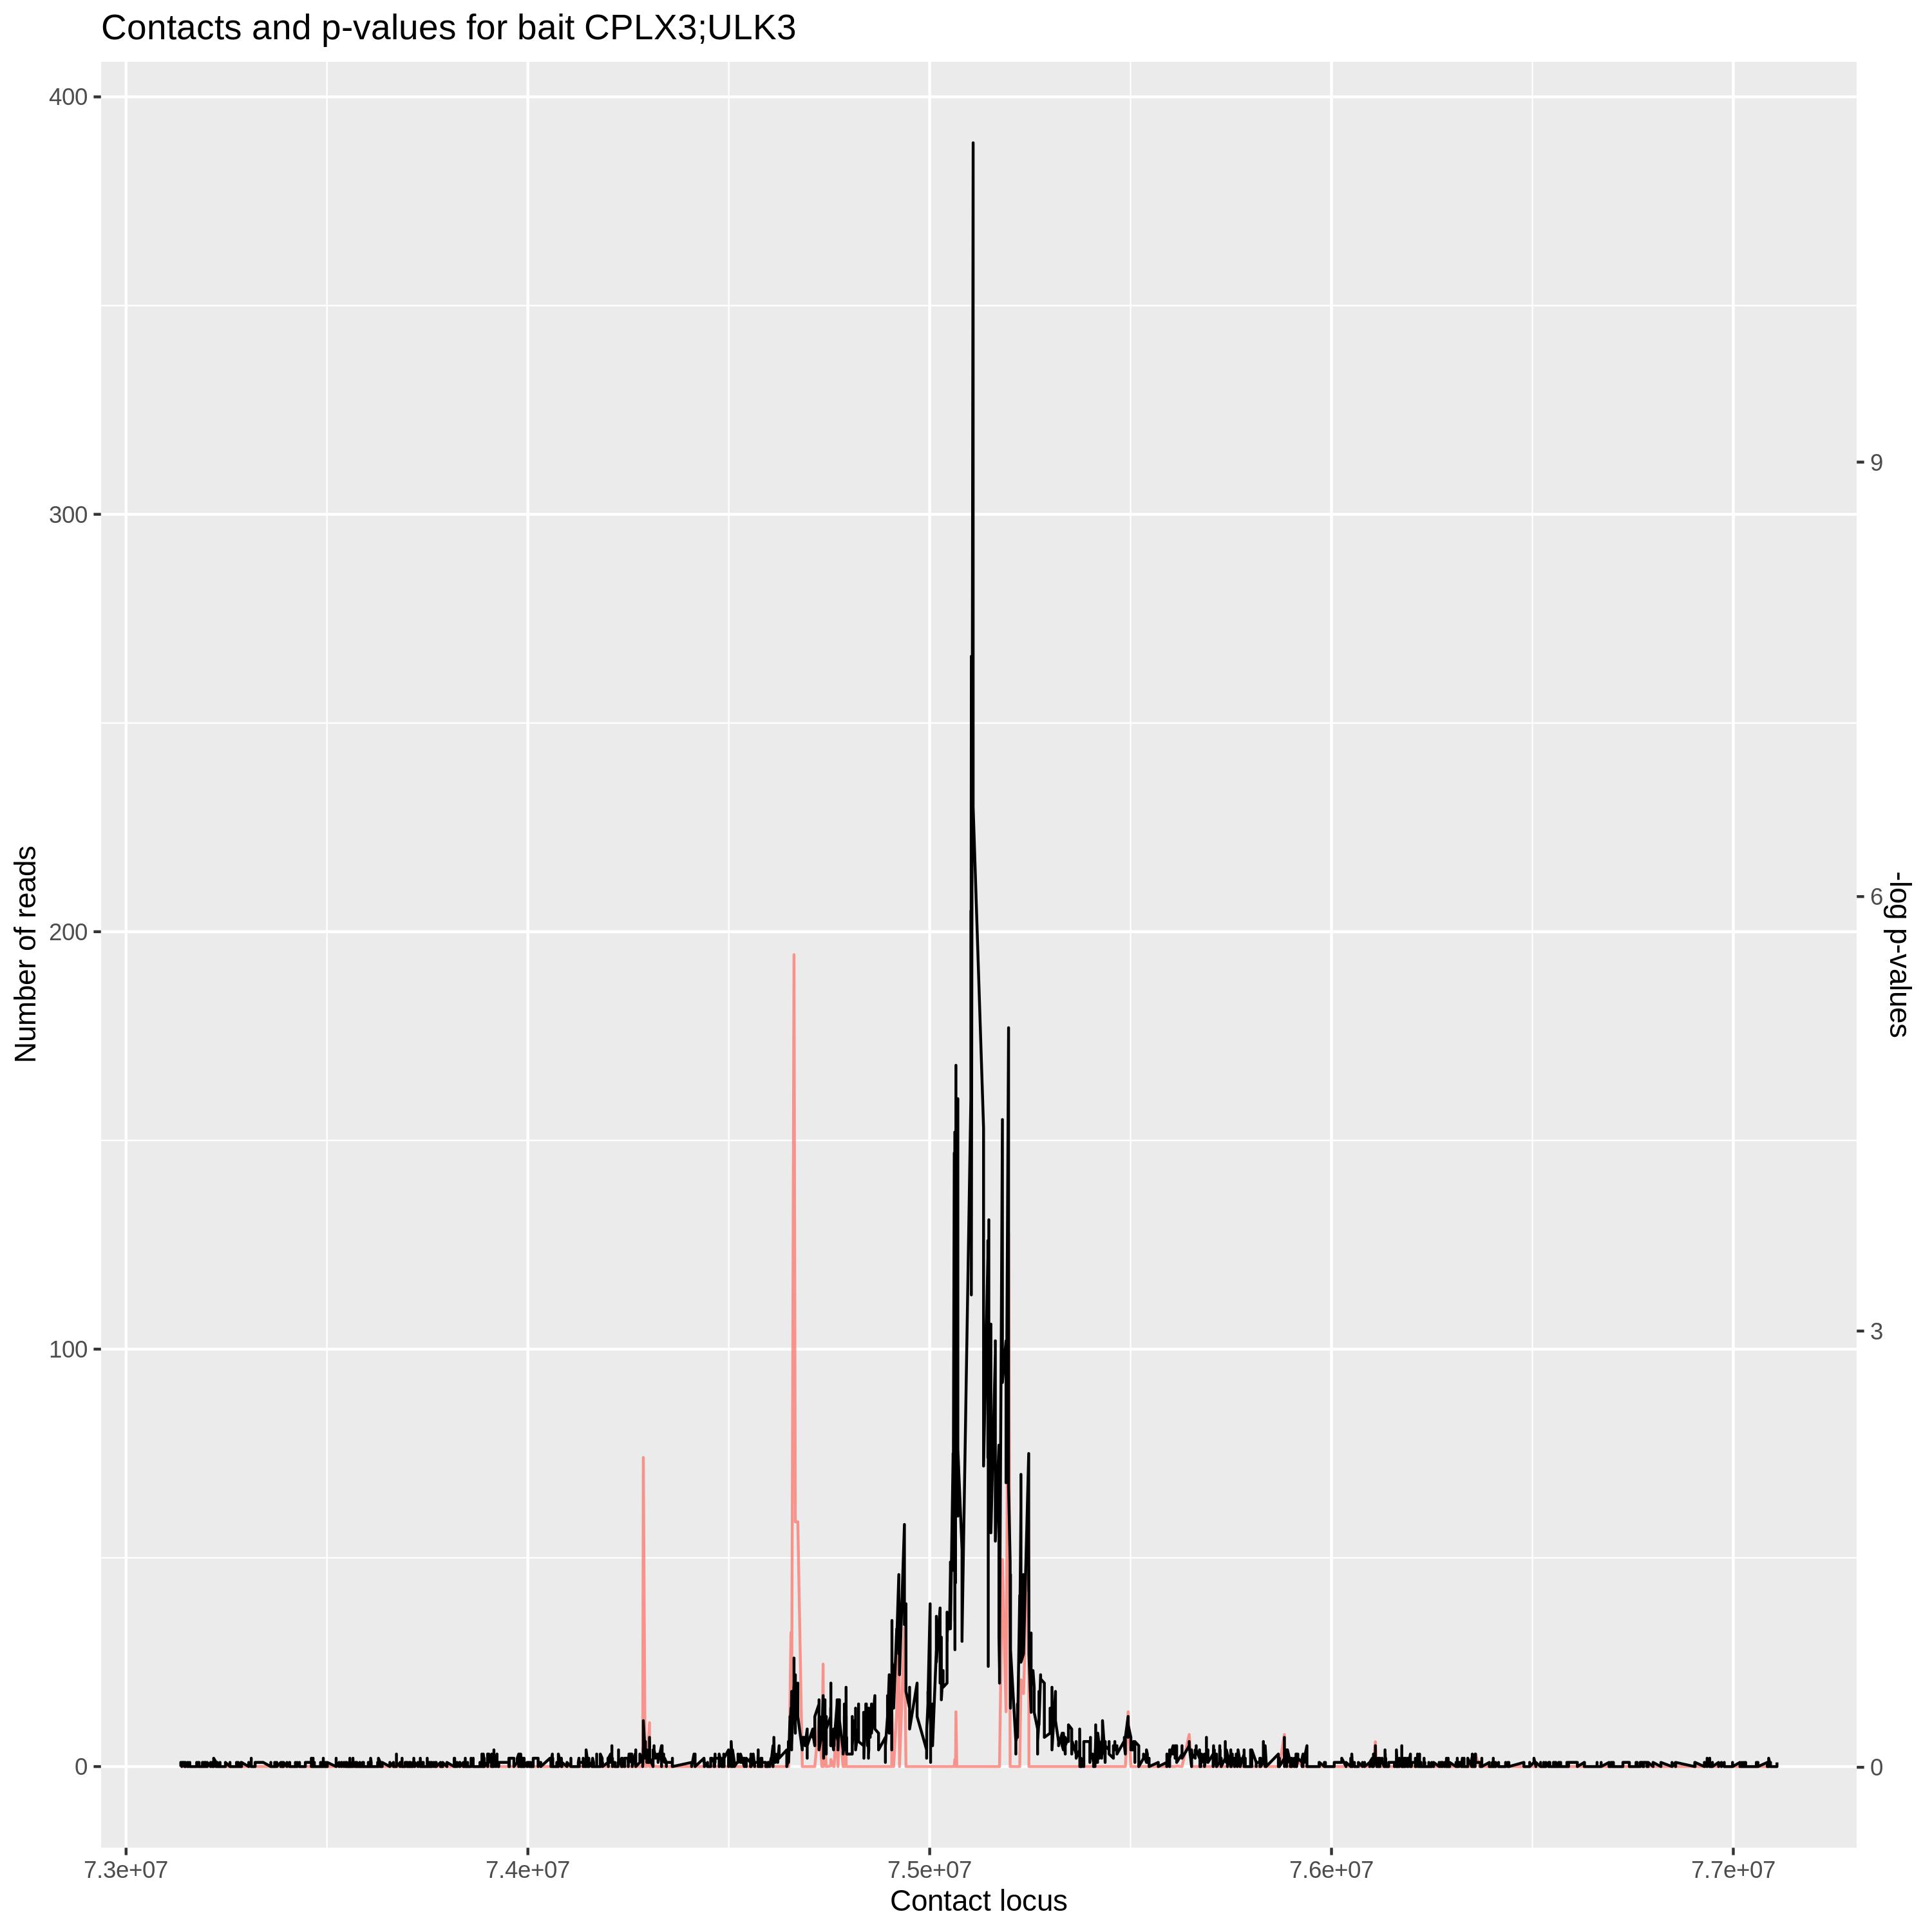 Contacts and p-values for bait CPLX3;ULK3
400
300
200
100
0
Number of reads
9
6
3
0
-log p-values
7.3e+07
7.4e+07
7.5e+07
7.6e+07
7.7e+07
Contact locus